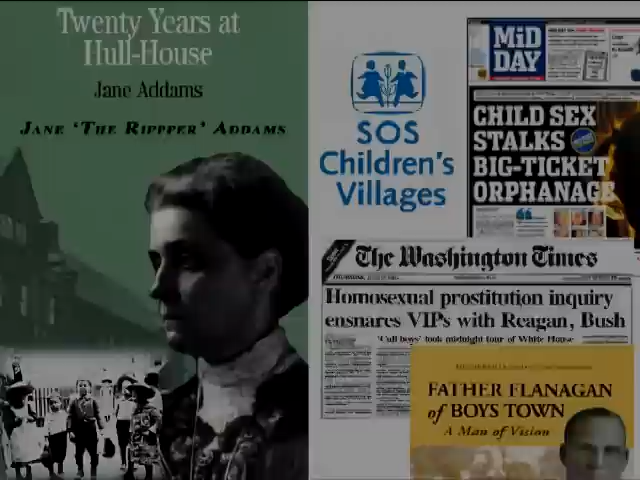 Twenty Years at
Hull-House
Jane Addams
JANE 'THE RIPPPER' ADDAMS
SOS
Children's
Villages
MiD
DAY
CHILD SEX
STALKS
BIG-TICKET
ORPHANAGE
The Washington Times
Homosexual prostitution inquiry
ensnares VIPs with Reagan, Bush
'Call boys' took midnight tour of White House
FATHER FLANAGAN
of BOYS TOWN
A Man of Vision